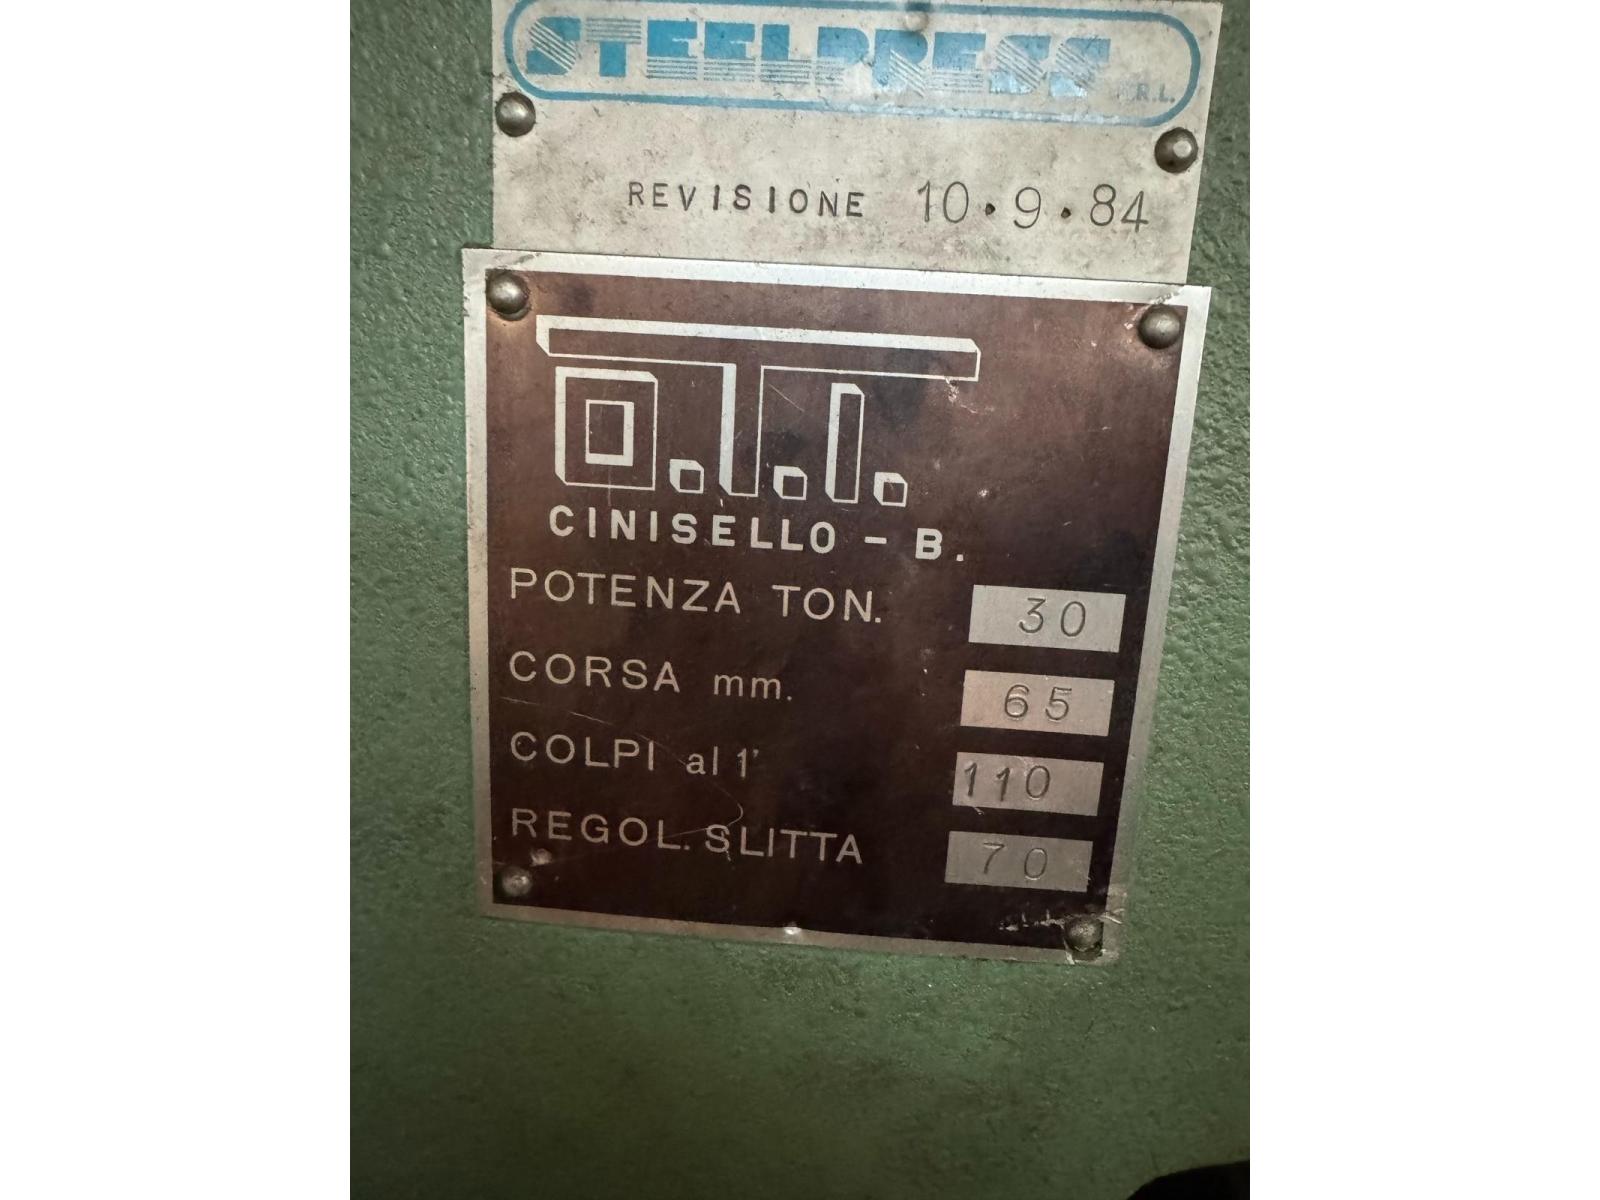 STEELPRESS S.R.L.
REVISIONE 10.9.84
O.T.I.
CINISELLO - B.
POTENZA TON. 30
CORSA mm. 65
COLPI al 1' 110
REGOL. SLITTA 70